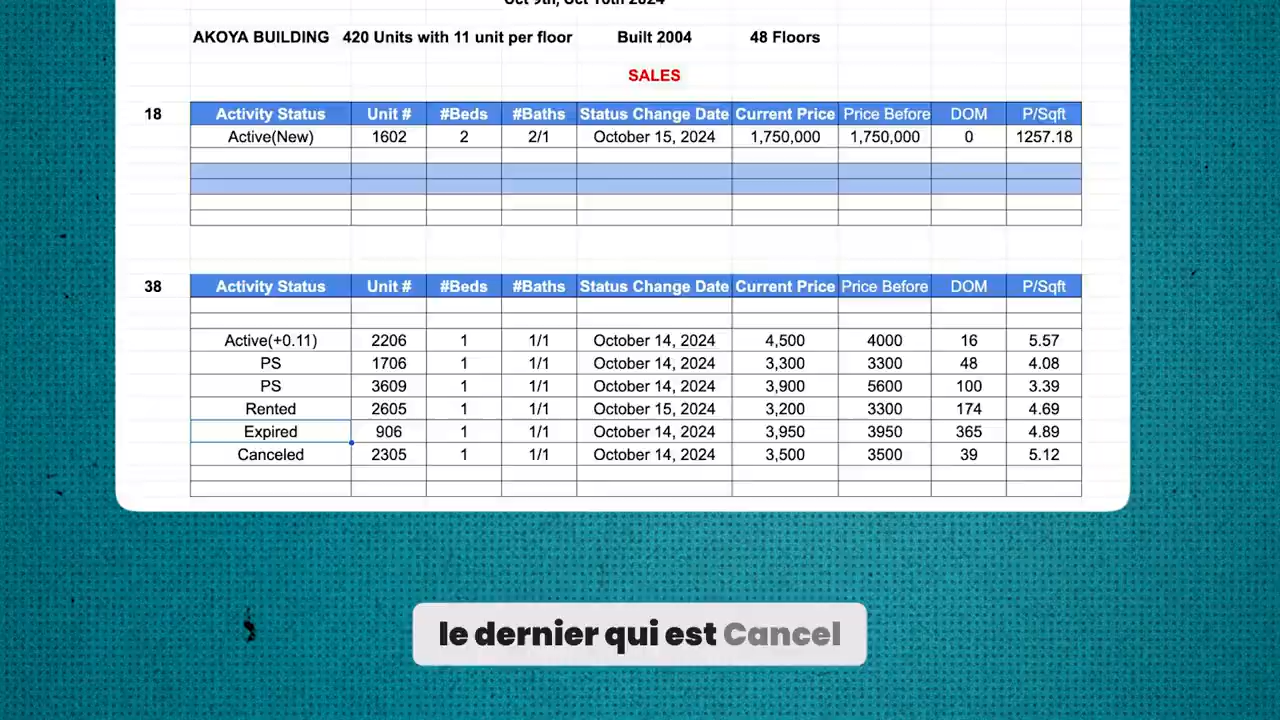 Oct 9th, Oct 16th 2024
AKOYA BUILDING 420 Units with 11 unit per floor Built 2004 48 Floors
SALES
18 Activity Status Unit # #Beds #Baths Status Change Date Current Price Price Before DOM P/Sqft
Active(New) 1602 2 2/1 October 15, 2024 1,750,000 1,750,000 0 1257.18
38 Activity Status Unit # #Beds #Baths Status Change Date Current Price Price Before DOM P/Sqft
Active(+0.11) 2206 1 1/1 October 14, 2024 4,500 4000 16 5.57
PS 1706 1 1/1 October 14, 2024 3,300 3300 48 4.08
PS 3609 1 1/1 October 14, 2024 3,900 5600 100 3.39
Rented 2605 1 1/1 October 15, 2024 3,200 3300 174 4.69
Expired 906 1 1/1 October 14, 2024 3,950 3950 365 4.89
Canceled 2305 1 1/1 October 14, 2024 3,500 3500 39 5.12
le dernier qui est Cancel